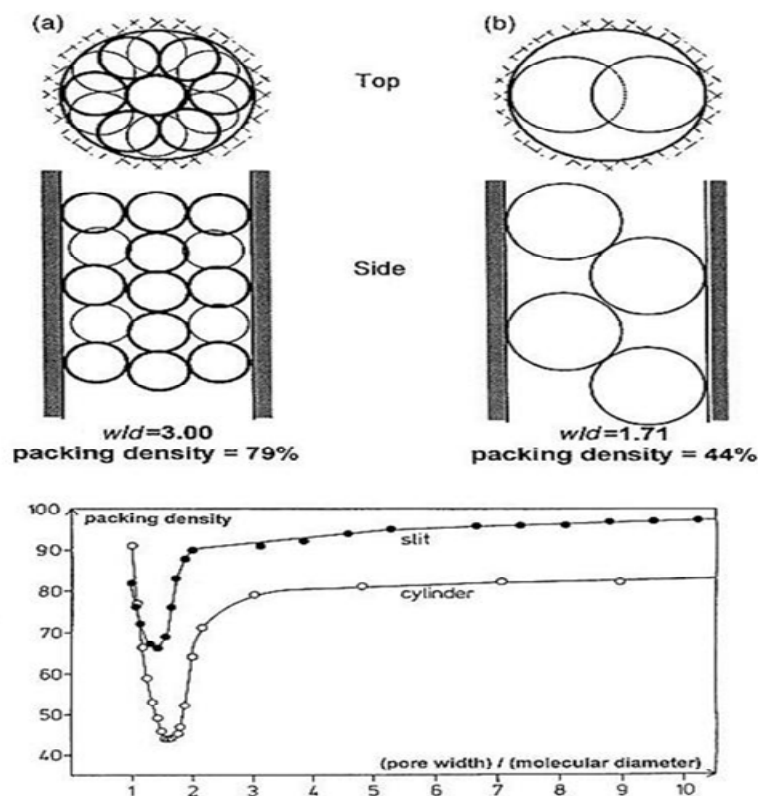 (a)
(b)
Top
Side
w/d=3.00
packing density = 79%
w/d=1.71
packing density = 44%
100
packing density
90
slit
80
cylinder
70
60
50
40
{pore width} / {molecular diameter}
1 2 3 4 5 6 7 8 9 10